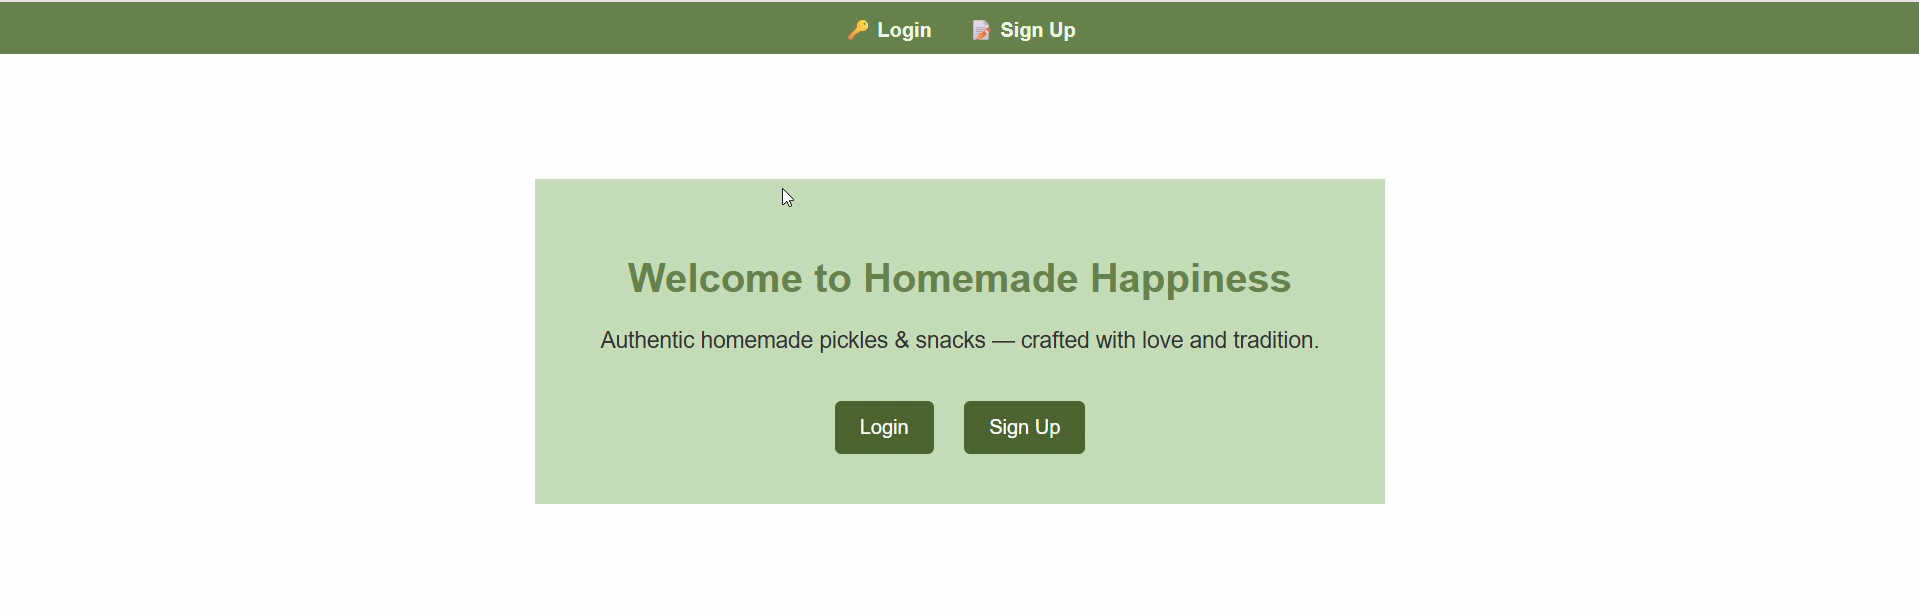 🔑 Login 📝 Sign Up
Welcome to Homemade Happiness
Authentic homemade pickles & snacks — crafted with love and tradition.
Login Sign Up